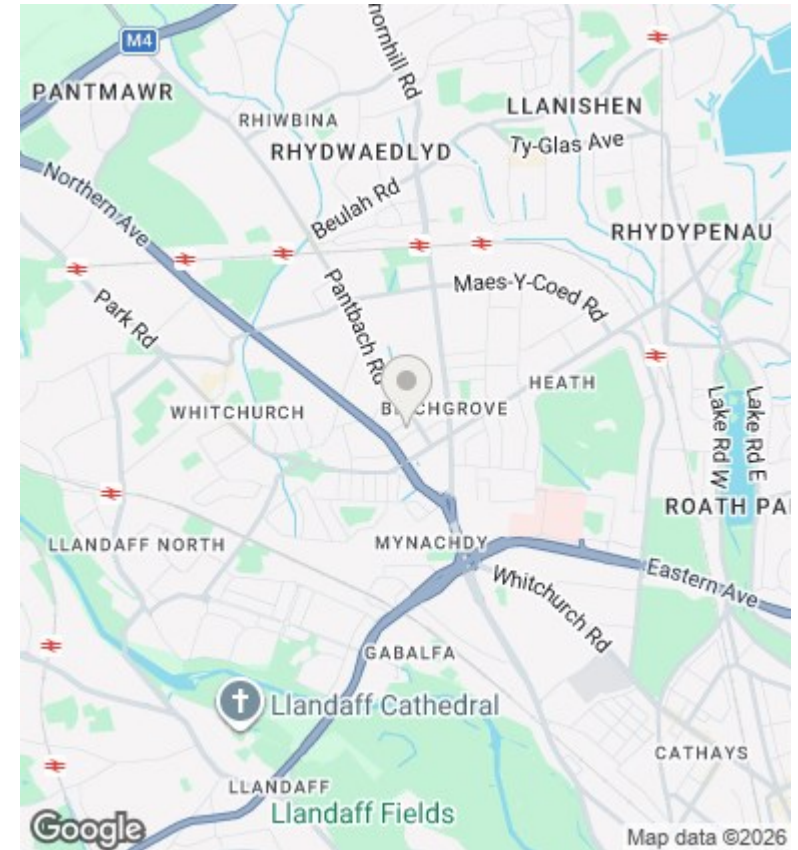 M4
PANTMAWR
RHIWBINA
RHYDWAEDLYD
LLANISHEN
Ty-Glas Ave
Northern Ave
Beulah Rd
RHYDYPENAU
Park Rd
Pantbach Rd
Maes-Y-Coed Rd
HEATH
WHITCHURCH
Lake Rd W
Lake Rd E
LLANDAFF NORTH
MYNACHDY
Whitchurch Rd
Eastern Ave
GABALFA
Llandaff Cathedral
CATHAYS
LLANDAFF
Llandaff Fields
Google
Map data ©2026